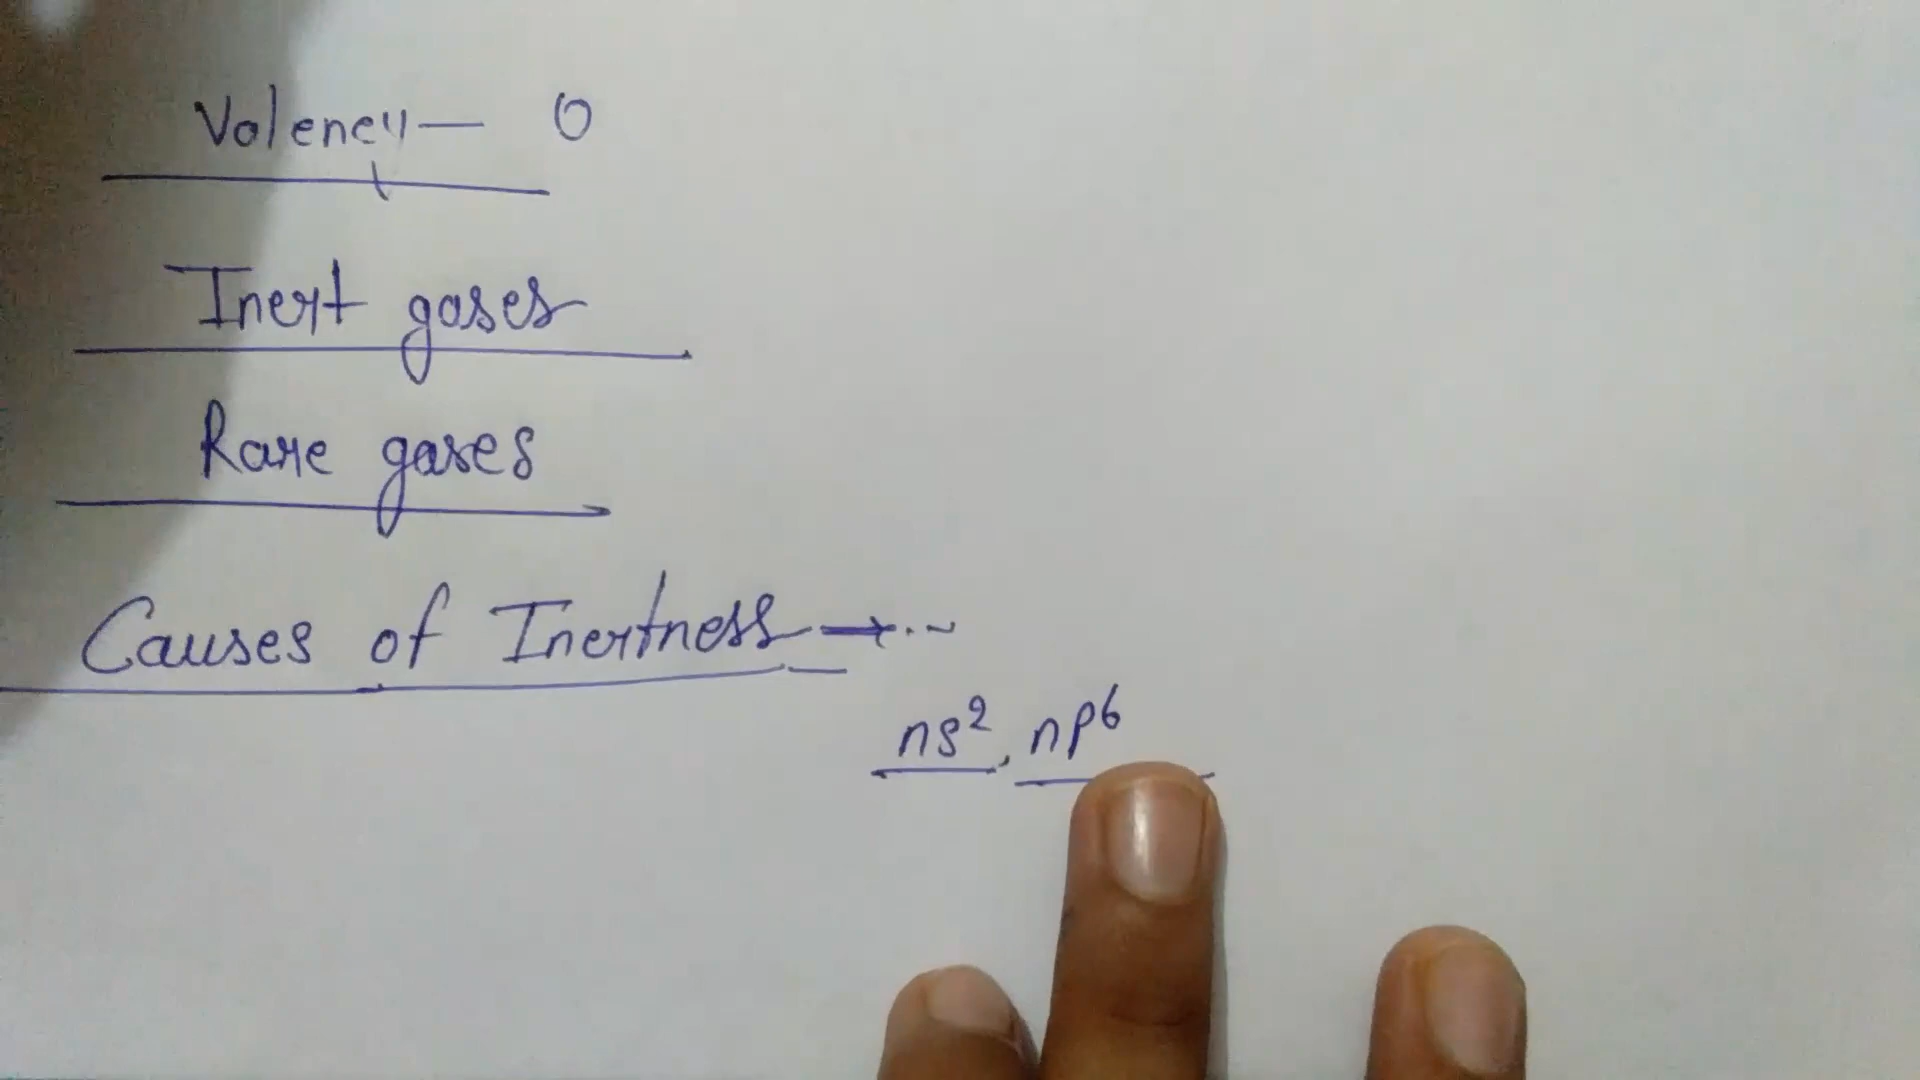 Valency — 0
Inert gases
Rare gases
Causes of Inertness → ..~
ns², np⁶